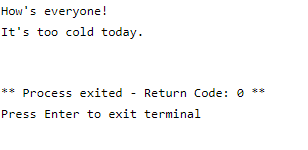 How's everyone!
It's too cold today.
** Process exited - Return Code: 0 **
Press Enter to exit terminal